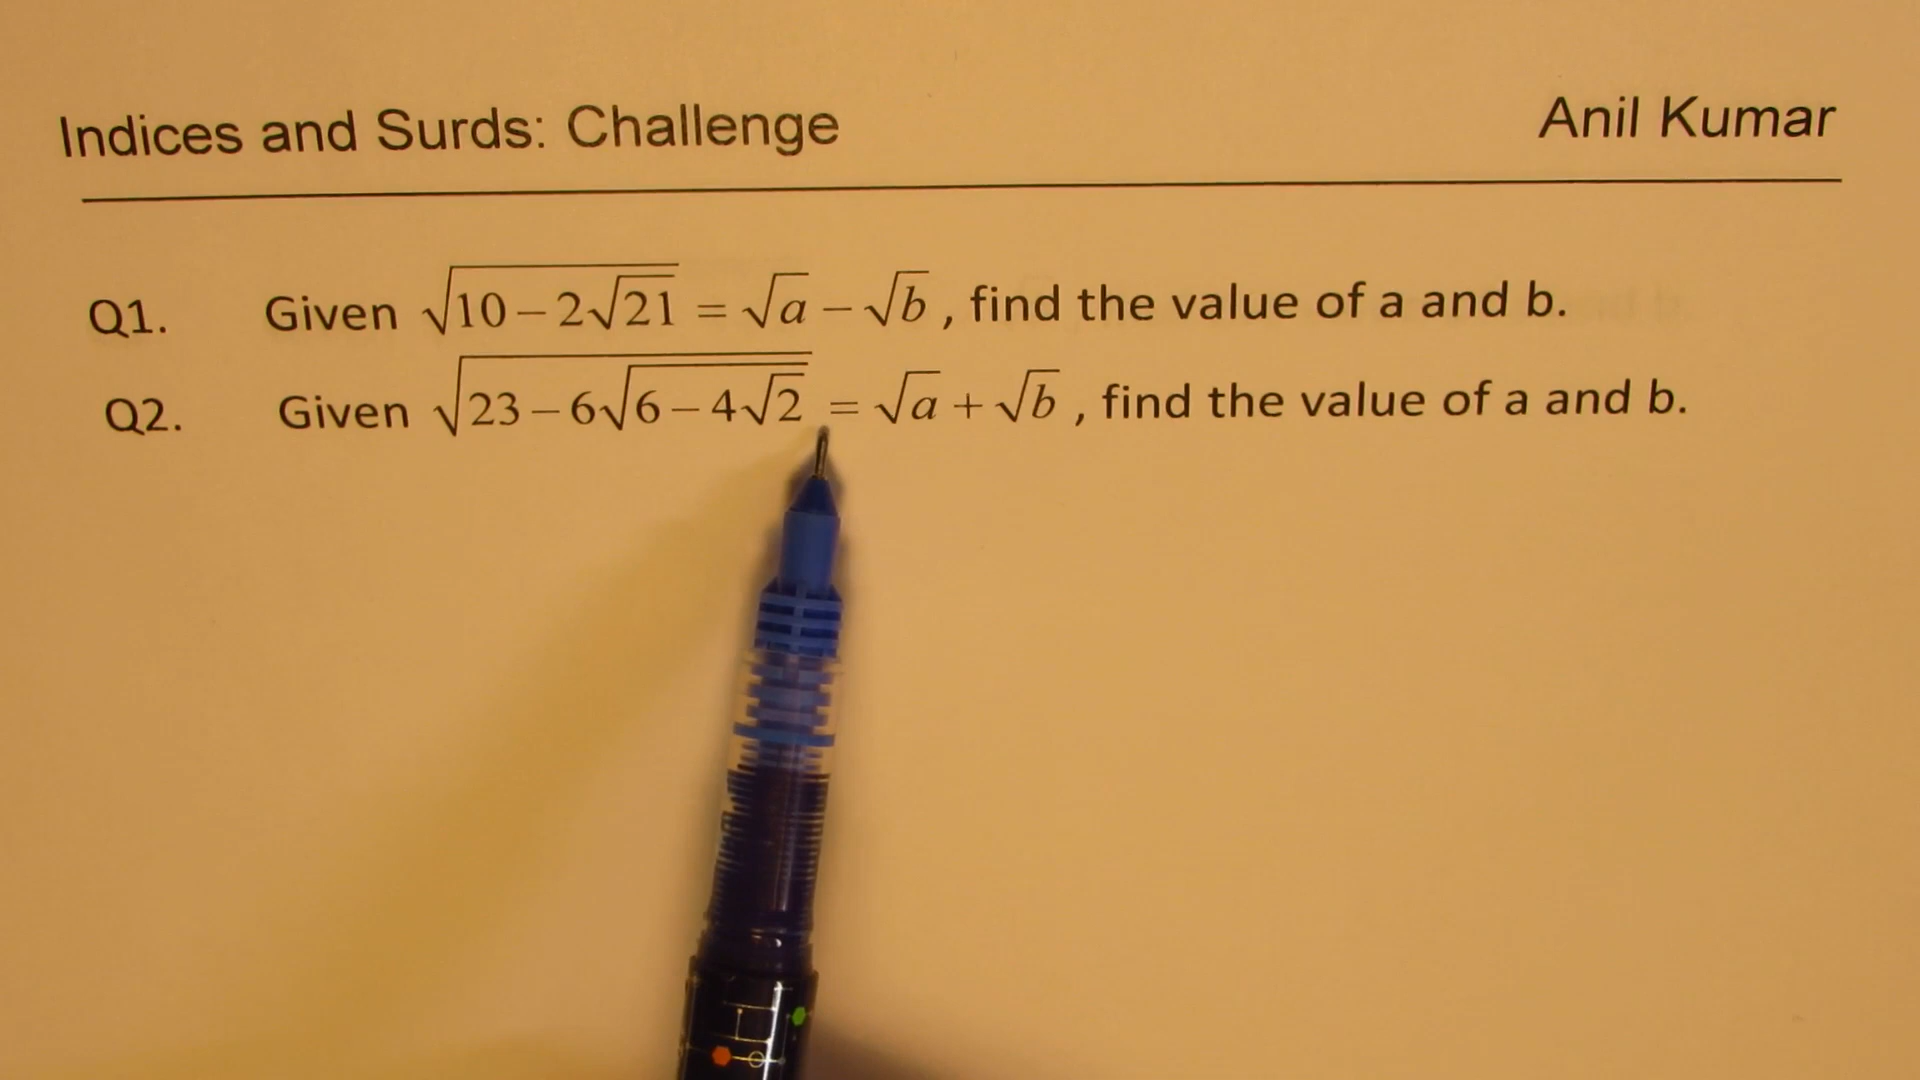 Indices and Surds: Challenge
Anil Kumar
Q1. Given √(10 – 2√21) = √a – √b , find the value of a and b.
Q2. Given √(23 – 6√(6 – 4√2)) = √a + √b , find the value of a and b.